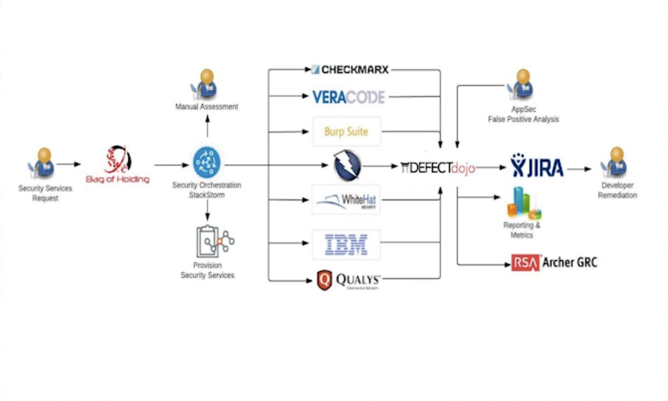 Security Services
Request
Bag of Holding
Manual Assessment
Security Orchestration
StackStorm
Provision
Security Services
CHECKMARX
VERACODE
Burp Suite
WhiteHat
SECURITY
IBM
QUALYS
DEFECTdojo
AppSec
False Positive Analysis
JIRA
Developer
Remediation
Reporting &
Metrics
RSA Archer GRC